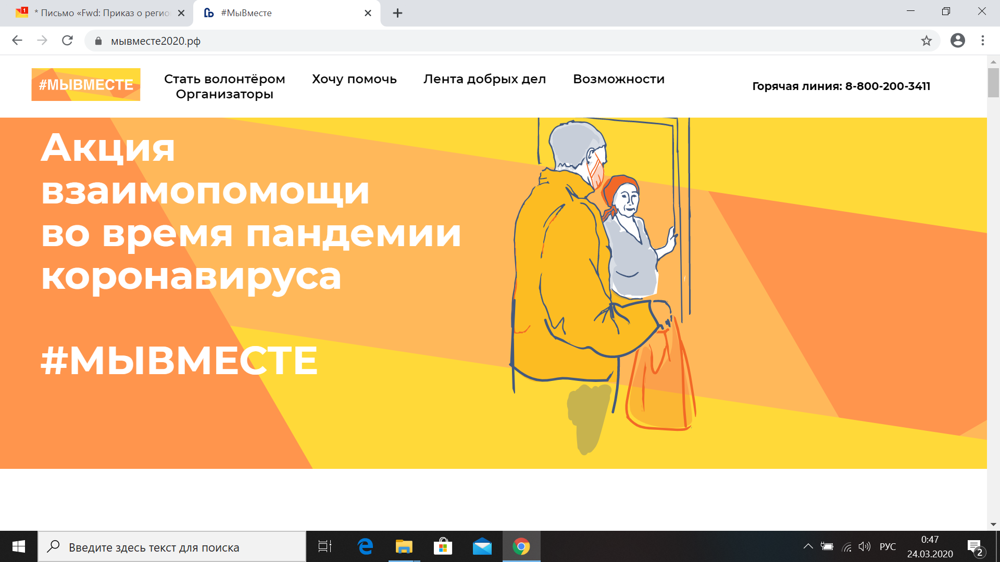 * Письмо «Fwd: Приказ о регио
#МыВместе
мывместе2020.рф
#МЫВМЕСТЕ
Стать волонтёром
Хочу помочь
Лента добрых дел
Возможности
Организаторы
Горячая линия: 8-800-200-3411
Акция
взаимопомощи
во время пандемии
коронавируса
#МЫВМЕСТЕ
Введите здесь текст для поиска
РУС
0:47
24.03.2020
2
1